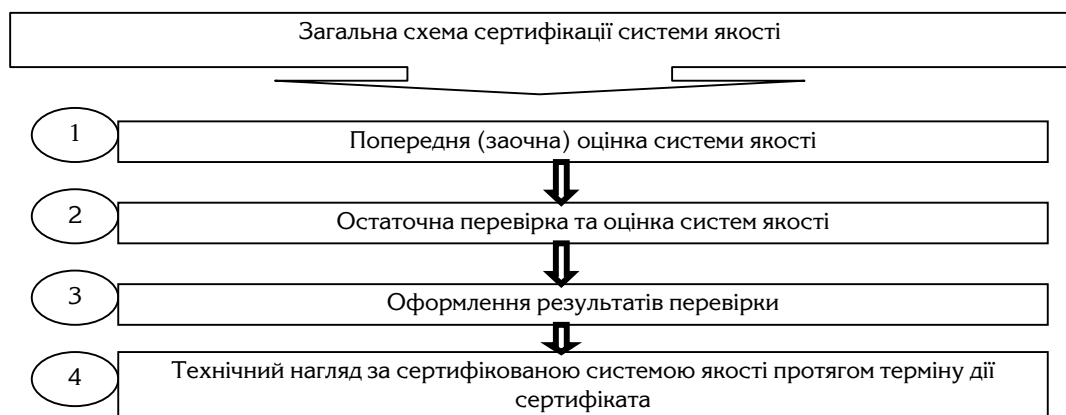 Загальна схема сертифікації системи якості
1
Попередня (заочна) оцінка системи якості
2
Остаточна перевірка та оцінка систем якості
3
Оформлення результатів перевірки
4
Технічний нагляд за сертифікованою системою якості протягом терміну дії
сертифіката